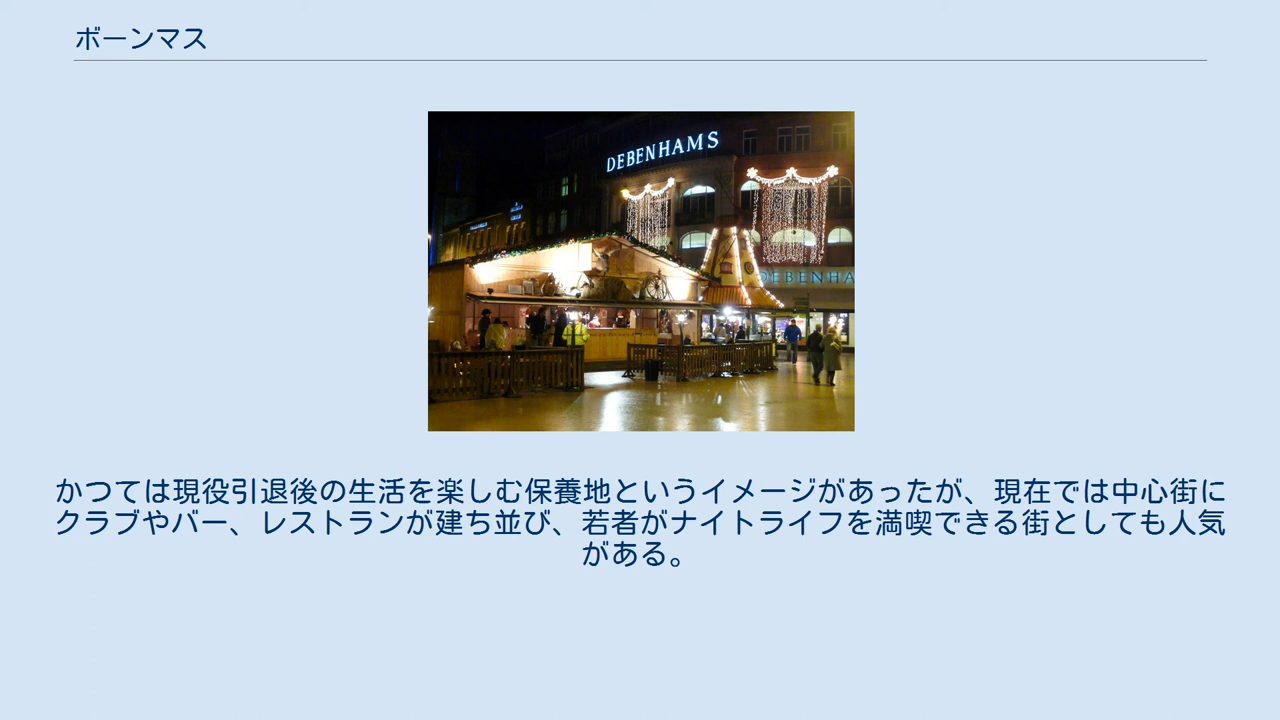 ボーンマス
DEBENHAMS
DEBENHA
かつては現役引退後の生活を楽しむ保養地というイメージがあったが、現在では中心街に
クラブやバー、レストランが建ち並び、若者がナイトライフを満喫できる街としても人気
がある。